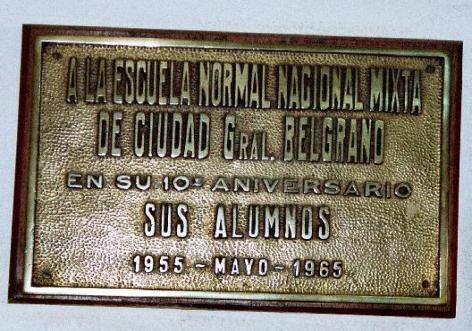 A LA ESCUELA NORMAL NACIONAL MIXTA
DE CIUDAD Gral. BELGRANO
EN SU 10º ANIVERSARIO
SUS ALUMNOS
1955 - MAYO - 1965